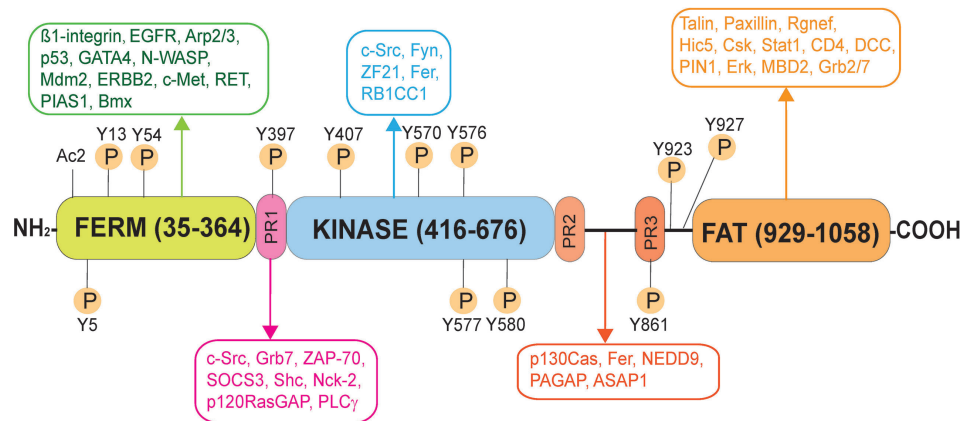 ß1-integrin, EGFR, Arp2/3,
p53, GATA4, N-WASP,
Mdm2, ERBB2, c-Met, RET,
PIAS1, Bmx
c-Src, Fyn,
ZF21, Fer,
RB1CC1
Talin, Paxillin, Rgnef,
Hic5, Csk, Stat1, CD4, DCC,
PIN1, Erk, MBD2, Grb2/7
Ac2
Y13
P
Y54
P
Y397
P
Y407
P
Y570
P
Y576
P
Y923
P
Y927
P
NH2-
FERM (35-364)
PR1
KINASE (416-676)
PR2
PR3
FAT (929-1058)
-COOH
P
Y5
P
Y577
P
Y580
P
Y861
c-Src, Grb7, ZAP-70,
SOCS3, Shc, Nck-2,
p120RasGAP, PLCγ
p130Cas, Fer, NEDD9,
PAGAP, ASAP1